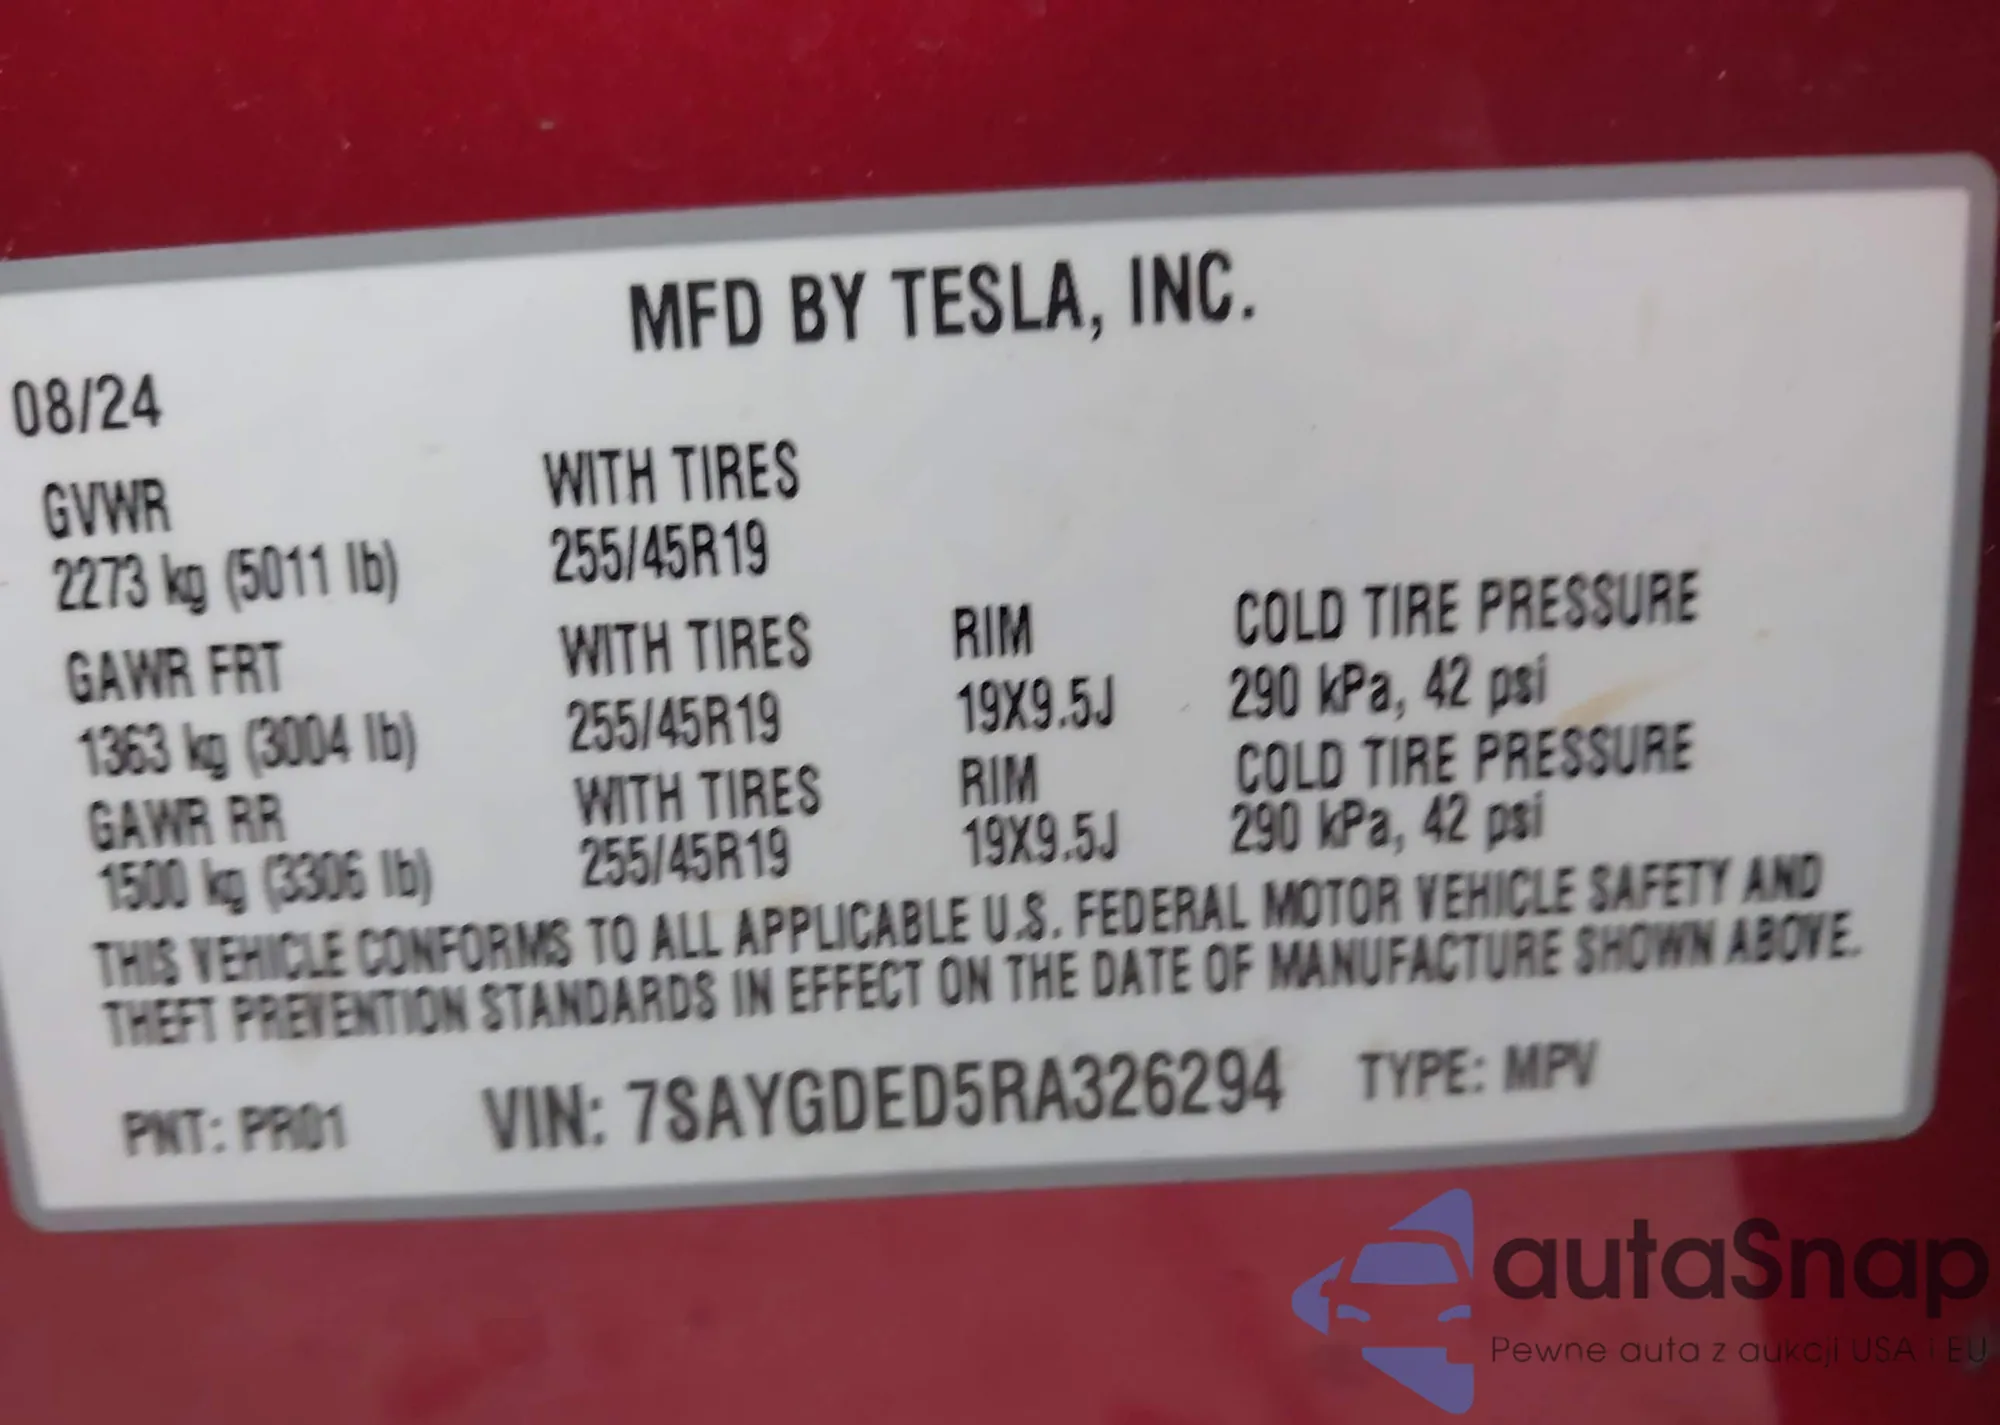 MFD BY TESLA, INC.
08/24
GVWR WITH TIRES
2273 kg (5011 lb) 255/45R19
GAWR FRT WITH TIRES RIM COLD TIRE PRESSURE
1363 kg (3004 lb) 255/45R19 19X9.5J 290 kPa, 42 psi
GAWR RR WITH TIRES RIM COLD TIRE PRESSURE
1500 kg (3306 lb) 255/45R19 19X9.5J 290 kPa, 42 psi
THIS VEHICLE CONFORMS TO ALL APPLICABLE U.S. FEDERAL MOTOR VEHICLE SAFETY AND
THEFT PREVENTION STANDARDS IN EFFECT ON THE DATE OF MANUFACTURE SHOWN ABOVE.
PNT: PR01 VIN: 7SAYGDED5RA326294 TYPE: MPV
autaSnap
Pewne auta z aukcji USA i EU